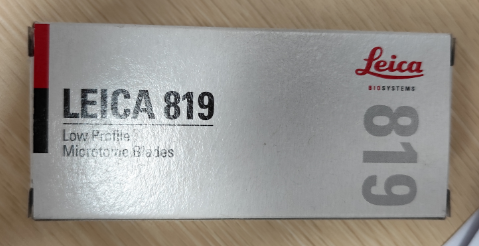 LEICA 819
Low Profile
Microtome Blades
Leica
BIOSYSTEMS
819